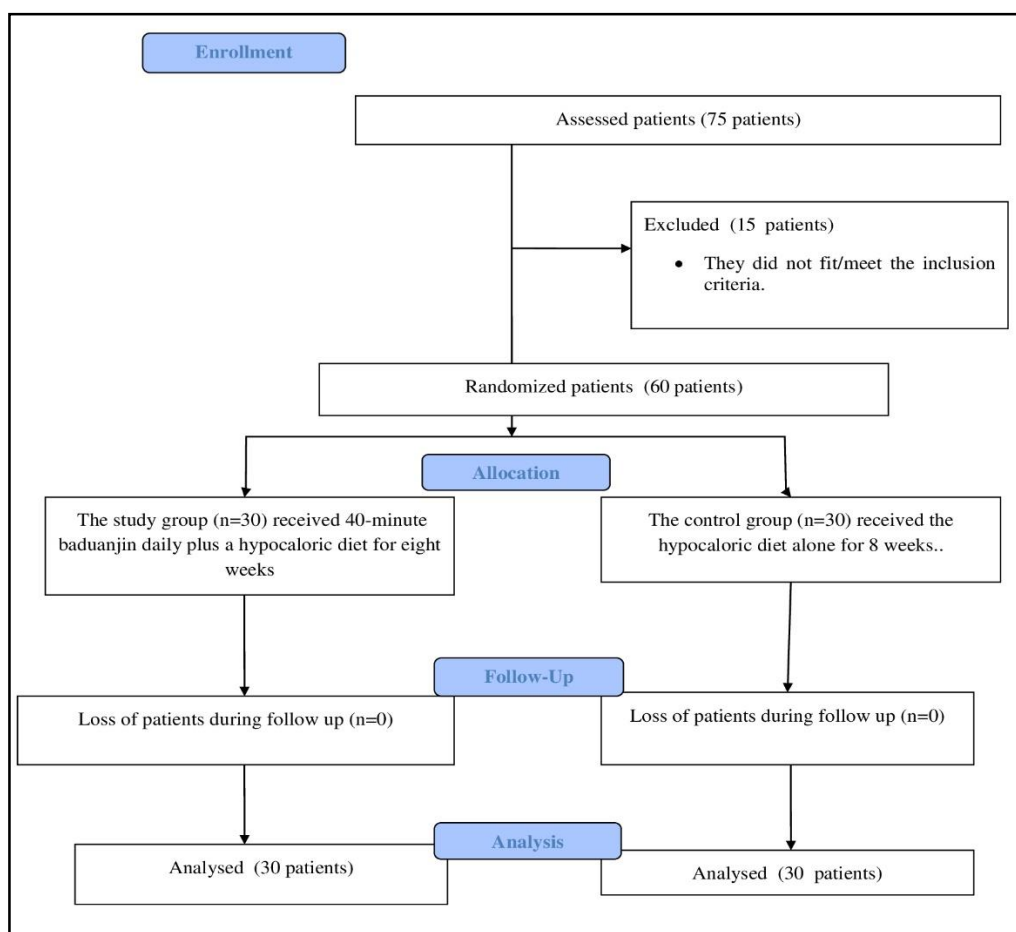 Enrollment
Assessed patients (75 patients)
Excluded (15 patients)
• They did not fit/meet the inclusion
criteria.
Randomized patients (60 patients)
Allocation
The study group (n=30) received 40-minute
baduanjin daily plus a hypocaloric diet for eight
weeks
The control group (n=30) received the
hypocaloric diet alone for 8 weeks..
Follow-Up
Loss of patients during follow up (n=0)
Loss of patients during follow up (n=0)
Analysis
Analysed (30 patients)
Analysed (30 patients)